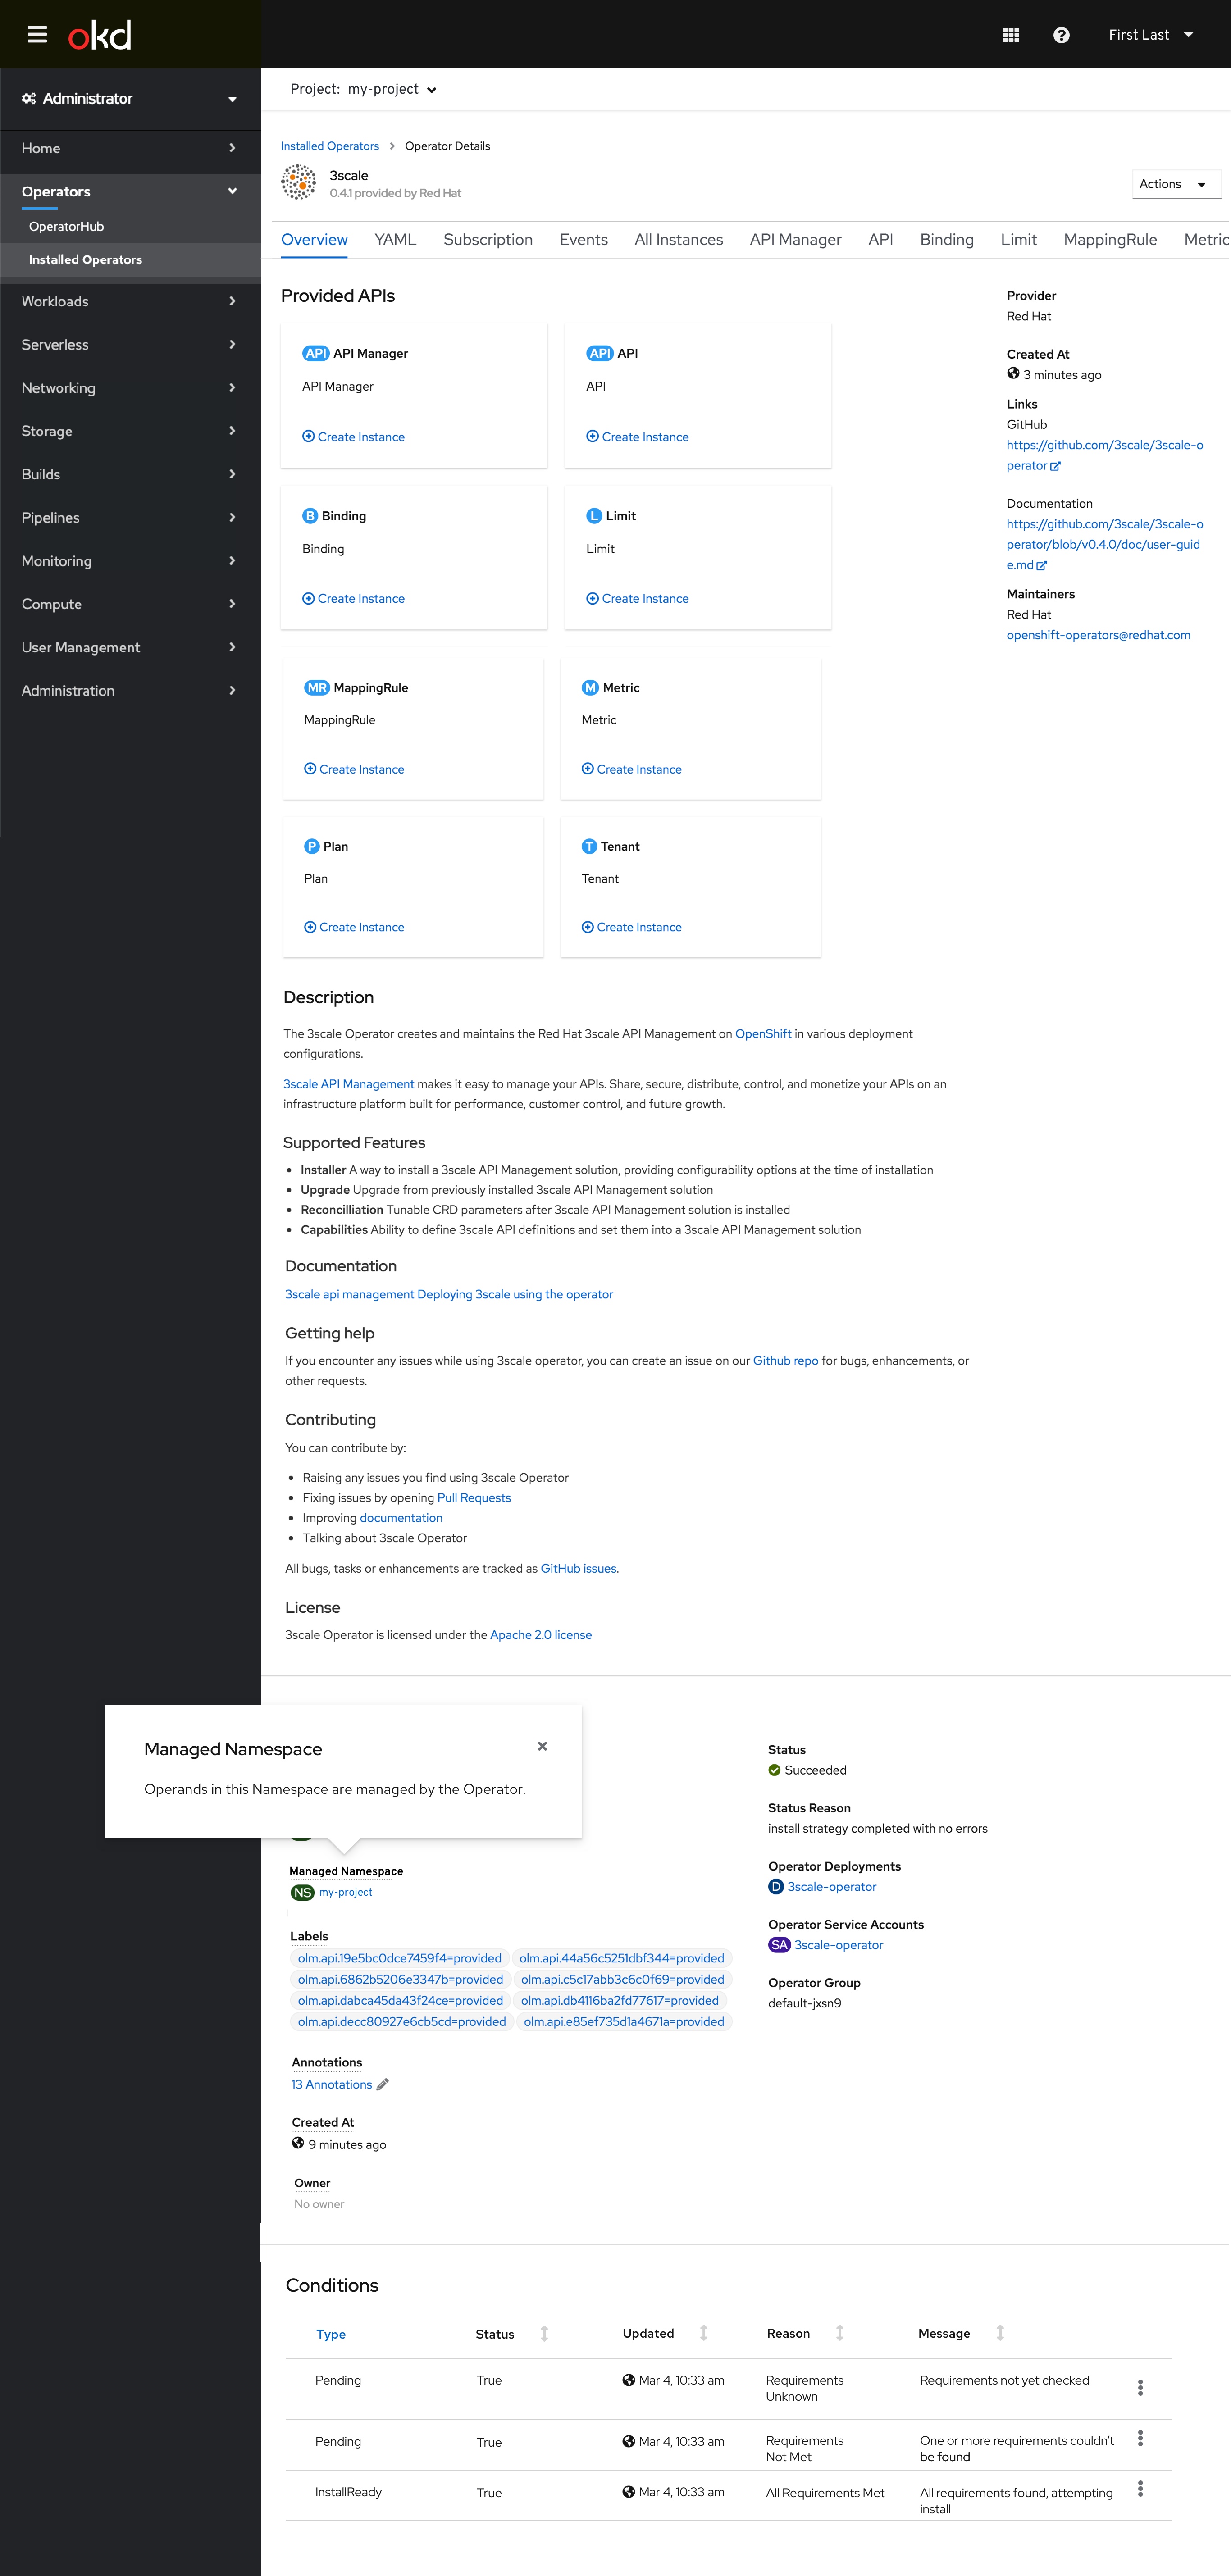 okd
First Last
Administrator
Project: my-project
Home
Operators
OperatorHub
Installed Operators
Workloads
Serverless
Networking
Storage
Builds
Pipelines
Monitoring
Compute
User Management
Administration
Installed Operators > Operator Details
3scale
0.4.1 provided by Red Hat
Actions
Overview YAML Subscription Events All Instances API Manager API Binding Limit MappingRule Metric
Provided APIs
API API Manager
API Manager
Create Instance
API API
API
Create Instance
B Binding
Binding
Create Instance
L Limit
Limit
Create Instance
MR MappingRule
MappingRule
Create Instance
M Metric
Metric
Create Instance
P Plan
Plan
Create Instance
T Tenant
Tenant
Create Instance
Provider
Red Hat
Created At
3 minutes ago
Links
GitHub
https://github.com/3scale/3scale-o
perator
Documentation
https://github.com/3scale/3scale-o
perator/blob/v0.4.0/doc/user-guid
e.md
Maintainers
Red Hat
openshift-operators@redhat.com
Description
The 3scale Operator creates and maintains the Red Hat 3scale API Management on OpenShift in various deployment
configurations.
3scale API Management makes it easy to manage your APIs. Share, secure, distribute, control, and monetize your APIs on an
infrastructure platform built for performance, customer control, and future growth.
Supported Features
• Installer A way to install a 3scale API Management solution, providing configurability options at the time of installation
• Upgrade Upgrade from previously installed 3scale API Management solution
• Reconcilliation Tunable CRD parameters after 3scale API Management solution is installed
• Capabilities Ability to define 3scale API definitions and set them into a 3scale API Management solution
Documentation
3scale api management Deploying 3scale using the operator
Getting help
If you encounter any issues while using 3scale operator, you can create an issue on our Github repo for bugs, enhancements, or
other requests.
Contributing
You can contribute by:
• Raising any issues you find using 3scale Operator
• Fixing issues by opening Pull Requests
• Improving documentation
• Talking about 3scale Operator
All bugs, tasks or enhancements are tracked as GitHub issues.
License
3scale Operator is licensed under the Apache 2.0 license
Managed Namespace
Operands in this Namespace are managed by the Operator.
Managed Namespace
NS my-project
Labels
olm.api.19e5bc0dce7459f4=provided olm.api.44a56c5251dbf344=provided
olm.api.6862b5206e3347b=provided olm.api.c5c17abb3c6c0f69=provided
olm.api.dabca45da43f24ce=provided olm.api.db4116ba2fd77617=provided
olm.api.decc80927e6cb5cd=provided olm.api.e85ef735d1a4671a=provided
Annotations
13 Annotations
Created At
9 minutes ago
Owner
No owner
Status
Succeeded
Status Reason
install strategy completed with no errors
Operator Deployments
D 3scale-operator
Operator Service Accounts
SA 3scale-operator
Operator Group
default-jxsn9
Conditions
Type Status Updated Reason Message
Pending True Mar 4, 10:33 am Requirements Requirements not yet checked
Unknown
Pending True Mar 4, 10:33 am Requirements One or more requirements couldn't
Not Met be found
InstallReady True Mar 4, 10:33 am All Requirements Met All requirements found, attempting
install